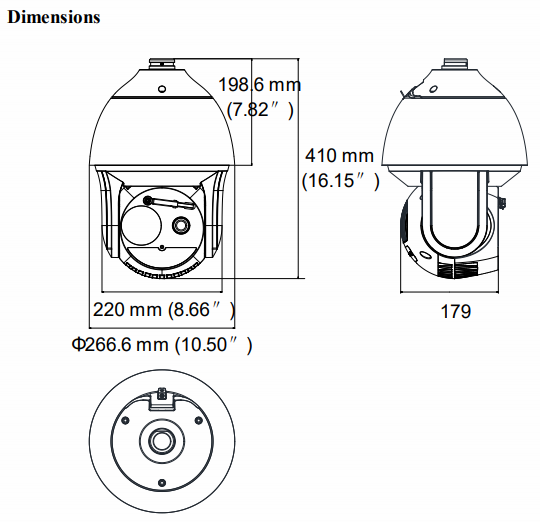 Dimensions
198.6 mm
(7.82″ )
410 mm
(16.15″ )
220 mm (8.66″ )
179
Φ266.6 mm (10.50″ )